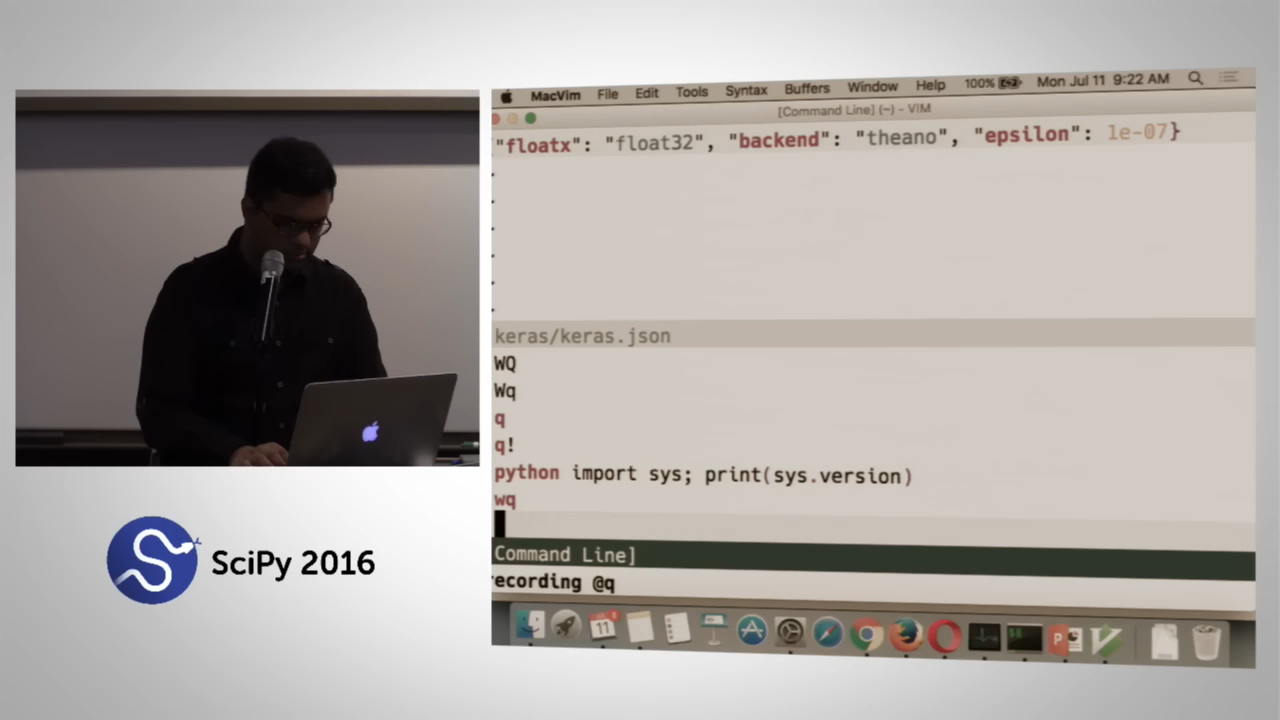 MacVim File Edit Tools Syntax Buffers Window Help 100% Mon Jul 11 9:22 AM
[Command Line] (~) - VIM
"floatx": "float32", "backend": "theano", "epsilon": 1e-07}
keras/keras.json
WQ
Wq
q
q!
python import sys; print(sys.version)
wq
Command Line]
ecording @q
11
SciPy 2016